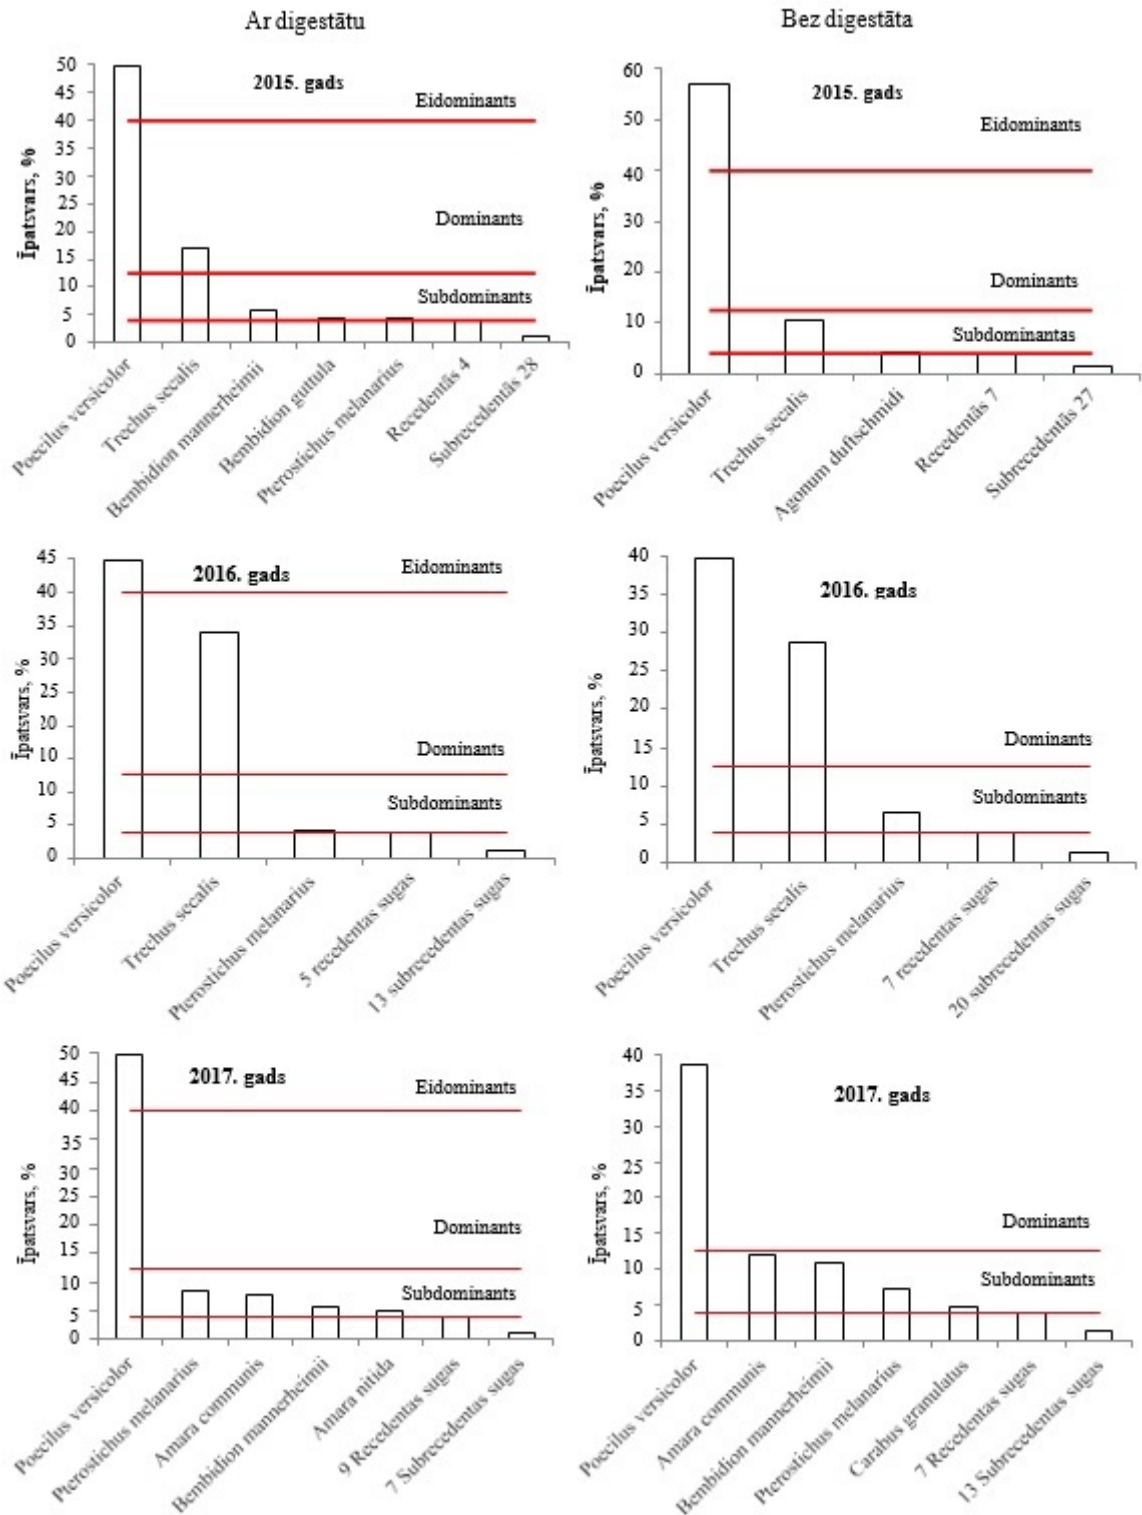 Ar digestātu
Bez digestāta
2015. gads
Īpatsvars, %
50
45
40
35
30
25
20
15
10
5
0
Eidominants
Dominants
Subdominants
Poecilus versicolor
Trechus secalis
Bembidion mannerheimii
Bembidion guttula
Pterostichus melanarius
Recedentās 4
Subrecedentās 28
2015. gads
Īpatsvars, %
60
50
40
30
20
10
0
Eidominants
Dominants
Subdominantas
Poecilus versicolor
Trechus secalis
Agonum duftschmidi
Recedentās 7
Subrecedentās 27
2016. gads
Īpatsvars, %
45
40
35
30
25
20
10
10
5
0
Eidominants
Dominants
Subdominants
Poecilus versicolor
Trechus secalis
Pterostichus melanarius
5 recedentas sugas
13 subrecedentas sugas
2016. gads
Īpatsvars, %
40
35
30
25
20
15
10
5
0
Dominants
Subdominants
Poecilus versicolor
Trechus secalis
Pterostichus melanarius
7 recedentas sugas
20 subrecedentas sugas
2017. gads
Īpatsvars, %
50
45
40
35
30
25
20
15
10
5
0
Eidominants
Dominants
Subdominants
Poecilus versicolor
Pterostichus melanarius
Amara communis
Bembidion mannerheimii
Amara nitida
9 Recedentas sugas
7 Subrecedentas sugas
2017. gads
Īpatsvars, %
40
35
30
25
20
15
10
5
0
Dominants
Subdominants
Poecilus versicolor
Amara communis
Bembidion mannerheimii
Pterostichus melanarius
Carabus granulatus
7 Recedentas sugas
13 Subrecedentas sugas